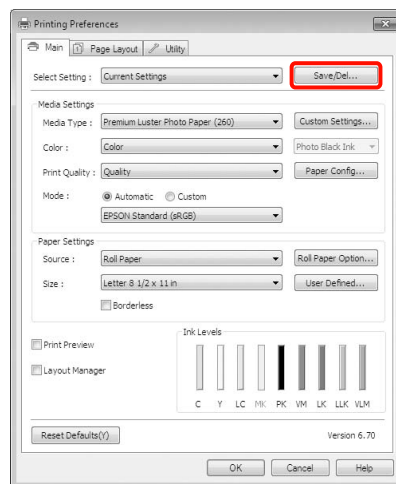 Printing Preferences
Main Page Layout Utility
Select Setting : Current Settings Save/Del...
Media Settings
Media Type : Premium Luster Photo Paper (260) Custom Settings...
Color : Color Photo Black Ink
Print Quality : Quality Paper Config...
Mode : Automatic Custom
EPSON Standard (sRGB)
Paper Settings
Source : Roll Paper Roll Paper Option...
Size : Letter 8 1/2 x 11 in User Defined...
Borderless
Ink Levels
Print Preview
Layout Manager
C Y LC MK PK VM LK LLK VLM
Reset Defaults(Y) Version 6.70
OK Cancel Help